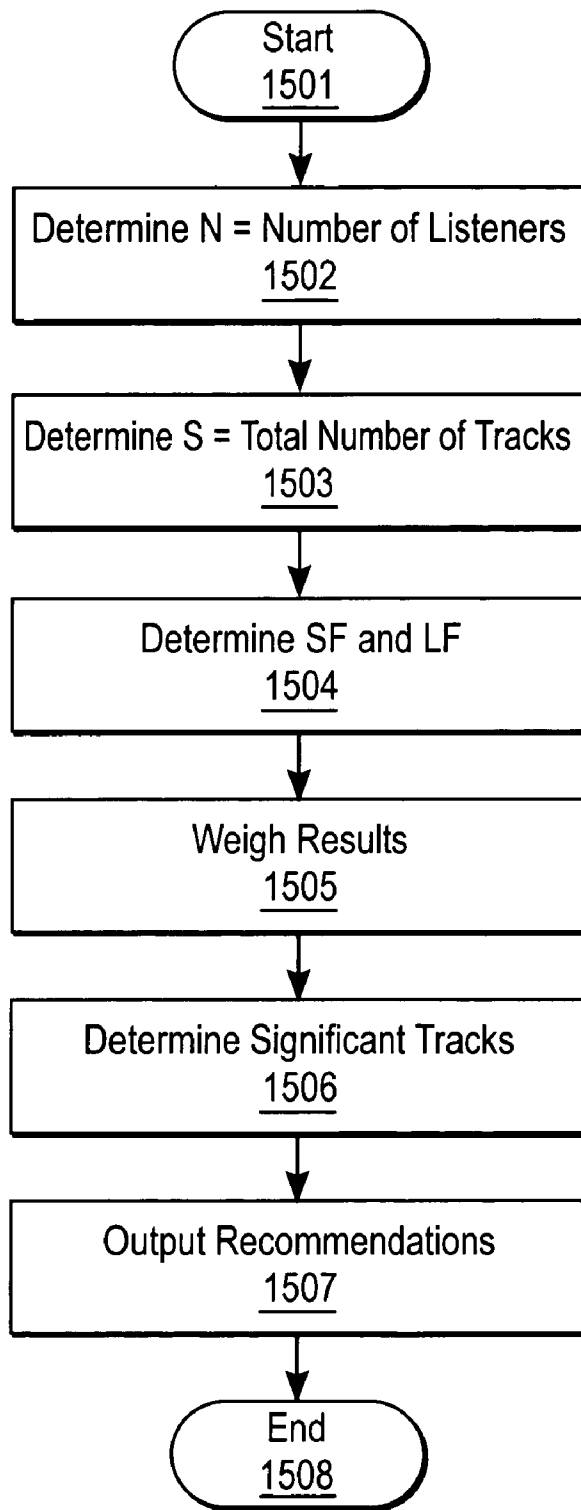 Start
1501
Determine N = Number of Listeners
1502
Determine S = Total Number of Tracks
1503
Determine SF and LF
1504
Weigh Results
1505
Determine Significant Tracks
1506
Output Recommendations
1507
End
1508